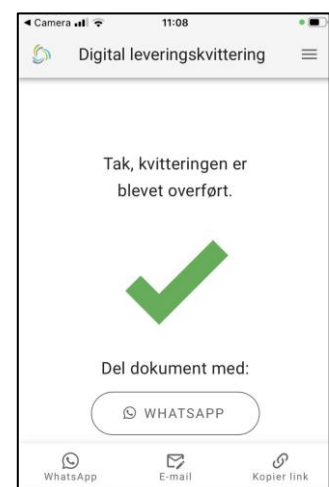 ◀ Camera 11:08
Digital leveringskvittering
Tak, kvitteringen er
blevet overført.
Del dokument med:
WHATSAPP
WhatsApp E-mail Kopier link